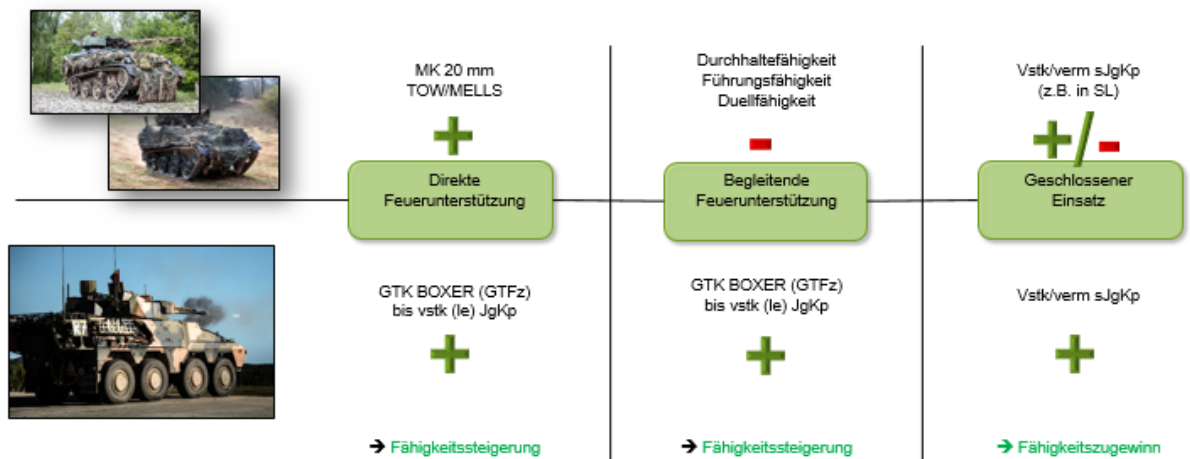 MK 20 mm
TOW/MELLS
Direkte
Feuerunterstützung
GTK BOXER (GTFz)
bis vstk (le) JgKp
➔ Fähigkeitssteigerung
Durchhaltefähigkeit
Führungsfähigkeit
Duellfähigkeit
Begleitende
Feuerunterstützung
GTK BOXER (GTFz)
bis vstk (le) JgKp
➔ Fähigkeitssteigerung
Vstk/verm sJgKp
(z.B. in SL)
Geschlossener
Einsatz
Vstk/verm sJgKp
➔ Fähigkeitszugewinn